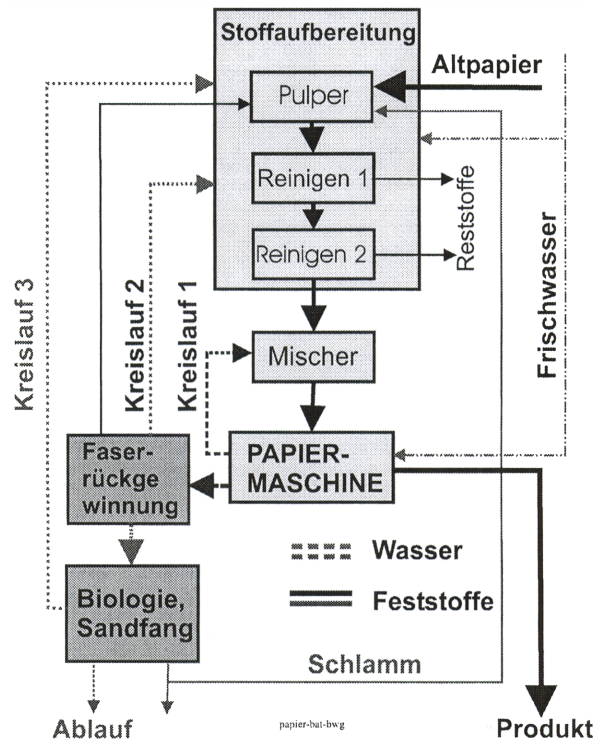 Stoffaufbereitung
Altpapier
Pulper
Reinigen 1
Reinigen 2
Reststoffe
Frischwasser
Kreislauf 3
Kreislauf 2
Kreislauf 1
Mischer
Faser-
rückge
winnung
PAPIER-
MASCHINE
Wasser
Feststoffe
Biologie,
Sandfang
Schlamm
Ablauf
papier-bat-bwg
Produkt